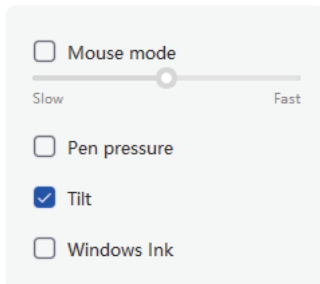 Mouse mode
Slow Fast
Pen pressure
Tilt
Windows Ink